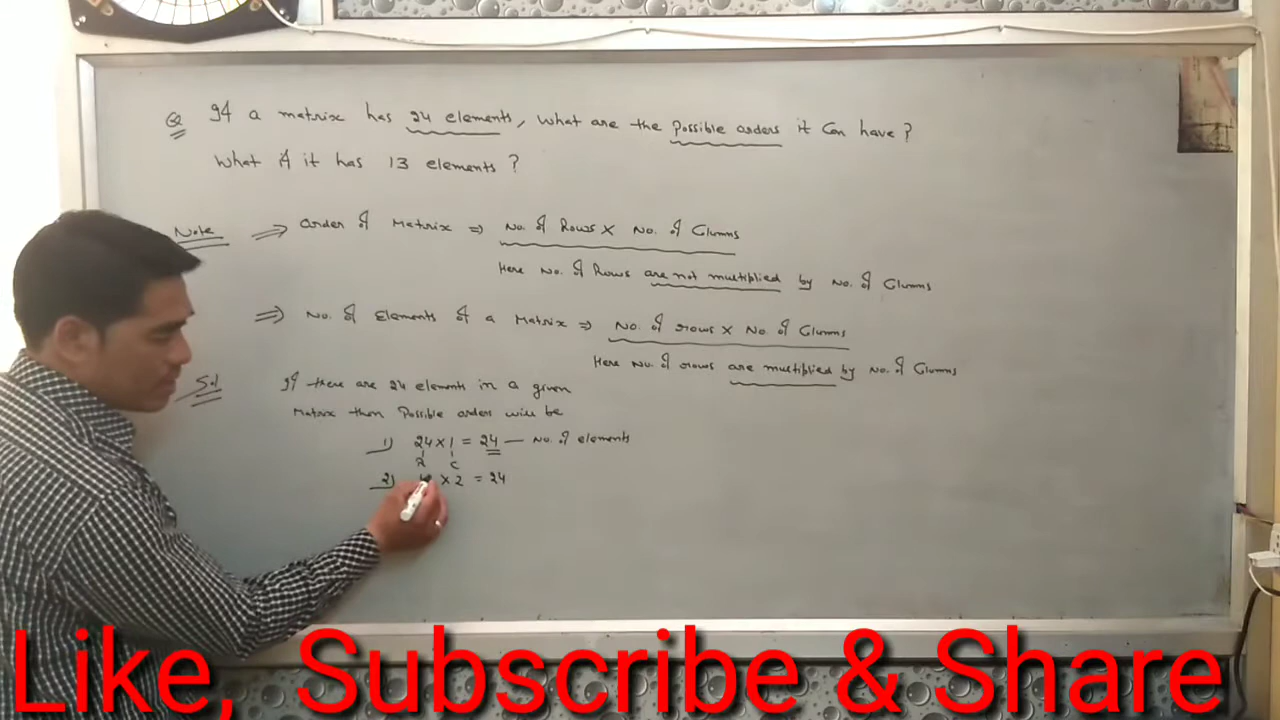 Q If a matrix has 24 elements, what are the possible orders it can have?
What if it has 13 elements?
Note ⇒ Order of Matrix ⇒ No. of Rows × No. of Columns
Here No. of Rows are not multiplied by No. of Columns
⇒ No. of Elements of a Matrix ⇒ No. of rows × No. of Columns
Here No. of rows are multiplied by No. of Columns
Sol If there are 24 elements in a given
Matrix then Possible orders will be
1) 24 × 1 = 24 — No. of elements
R C
2) × 2 = 24
Like, Subscribe & Share